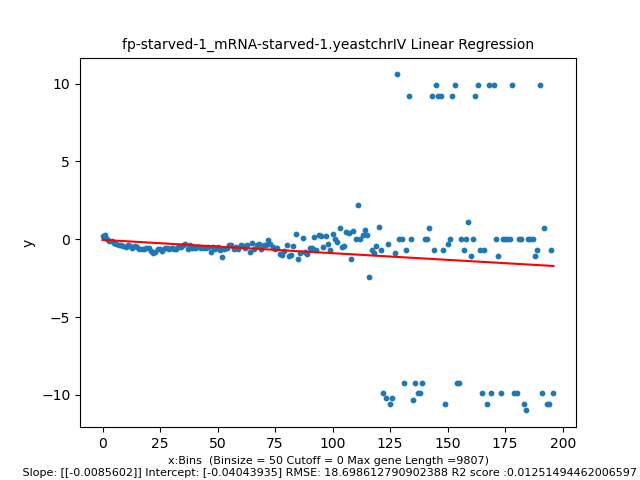 fp-starved-1_mRNA-starved-1.yeastchrIV Linear Regression
10
5
0
−5
−10
y
0 25 50 75 100 125 150 175 200
x:Bins (Binsize = 50 Cutoff = 0 Max gene Length =9807)
Slope: [[-0.0085602]] Intercept: [-0.04043935] RMSE: 18.698612790902388 R2 score :0.01251494462006597